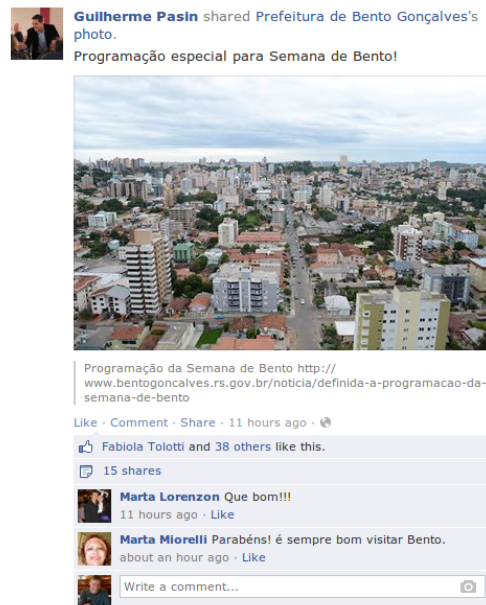 Guilherme Pasin shared Prefeitura de Bento Gonçalves's
photo.
Programação especial para Semana de Bento!
Programação da Semana de Bento http://
www.bentogoncalves.rs.gov.br/noticia/definida-a-programacao-da-
semana-de-bento
Like · Comment · Share · 11 hours ago ·
Fabiola Tolotti and 38 others like this.
15 shares
Marta Lorenzon Que bom!!!
11 hours ago · Like
Marta Miorelli Parabéns! é sempre bom visitar Bento.
about an hour ago · Like
Write a comment...